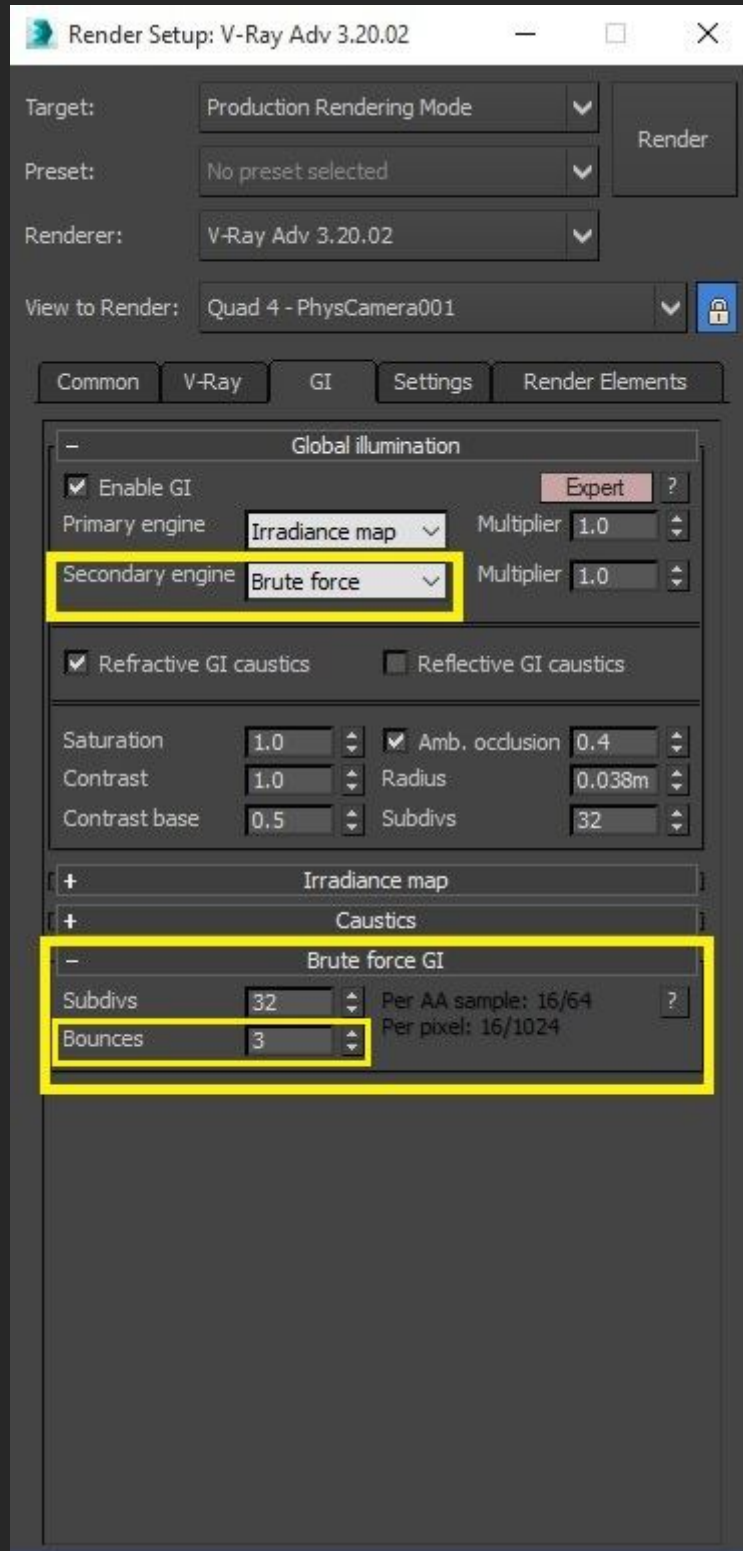 Render Setup: V-Ray Adv 3.20.02
Target: Production Rendering Mode
Render
Preset: No preset selected
Renderer: V-Ray Adv 3.20.02
View to Render: Quad 4 - PhysCamera001
Common V-Ray GI Settings Render Elements
- Global illumination
Enable GI Expert ?
Primary engine Irradiance map Multiplier 1.0
Secondary engine Brute force Multiplier 1.0
Refractive GI caustics Reflective GI caustics
Saturation 1.0 Amb. occlusion 0.4
Contrast 1.0 Radius 0.038m
Contrast base 0.5 Subdivs 32
+ Irradiance map
+ Caustics
- Brute force GI
Subdivs 32 Per AA sample: 16/64 ?
Bounces 3 Per pixel: 16/1024